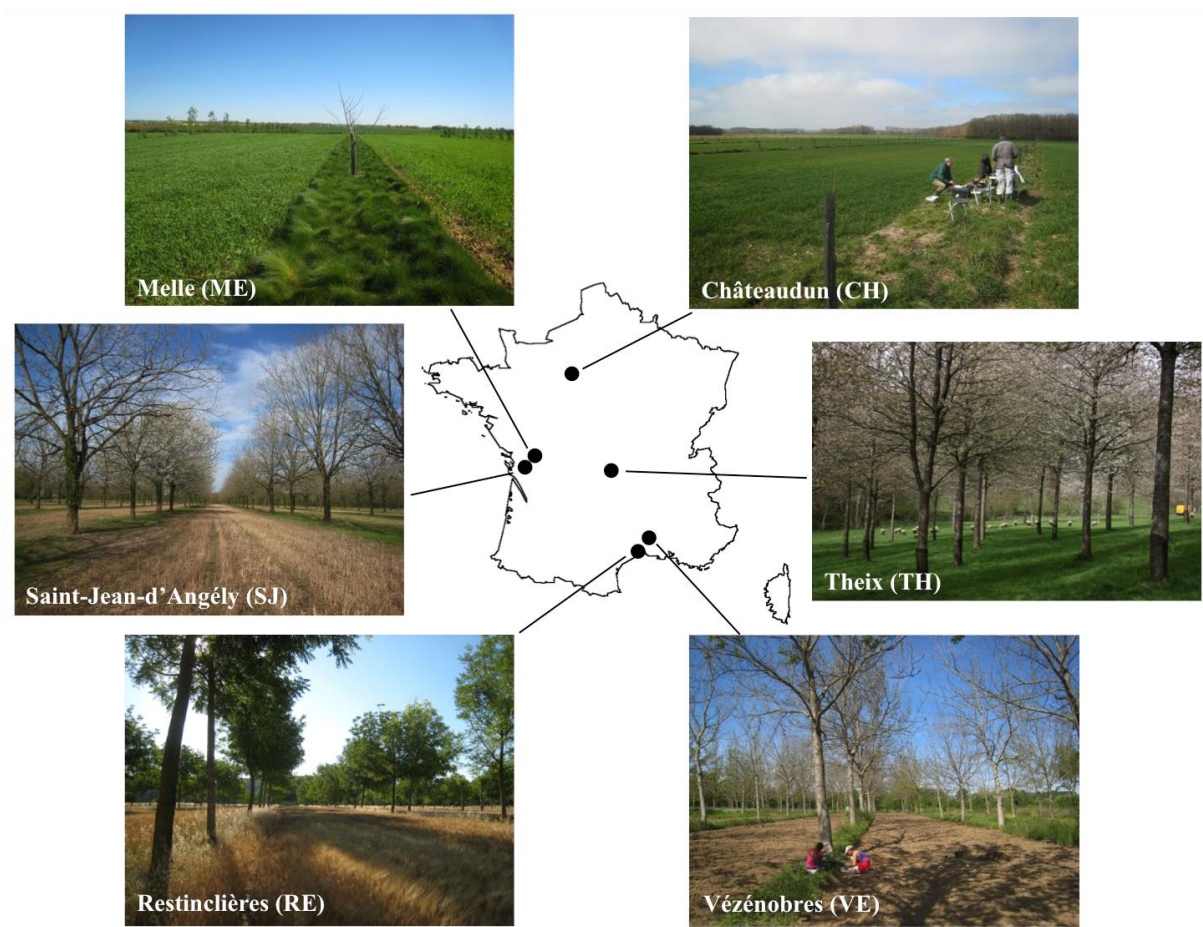 Melle (ME)
Châteaudun (CH)
Saint-Jean-d’Angély (SJ)
Theix (TH)
Restinclières (RE)
Vézénobres (VE)